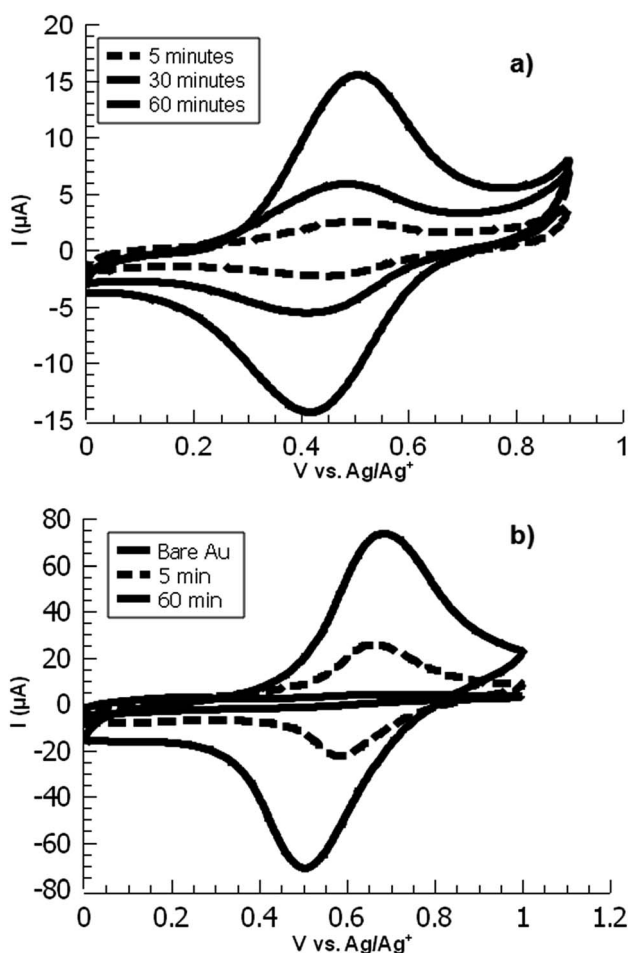 20
15
10
5
0
-5
-10
-15
I (µA)
5 minutes
30 minutes
60 minutes
a)
0 0.2 0.4 0.6 0.8 1
V vs. Ag/Ag⁺
80
60
40
20
0
-20
-40
-60
-80
I (µA)
Bare Au
5 min
60 min
b)
0 0.2 0.4 0.6 0.8 1 1.2
V vs. Ag/Ag⁺